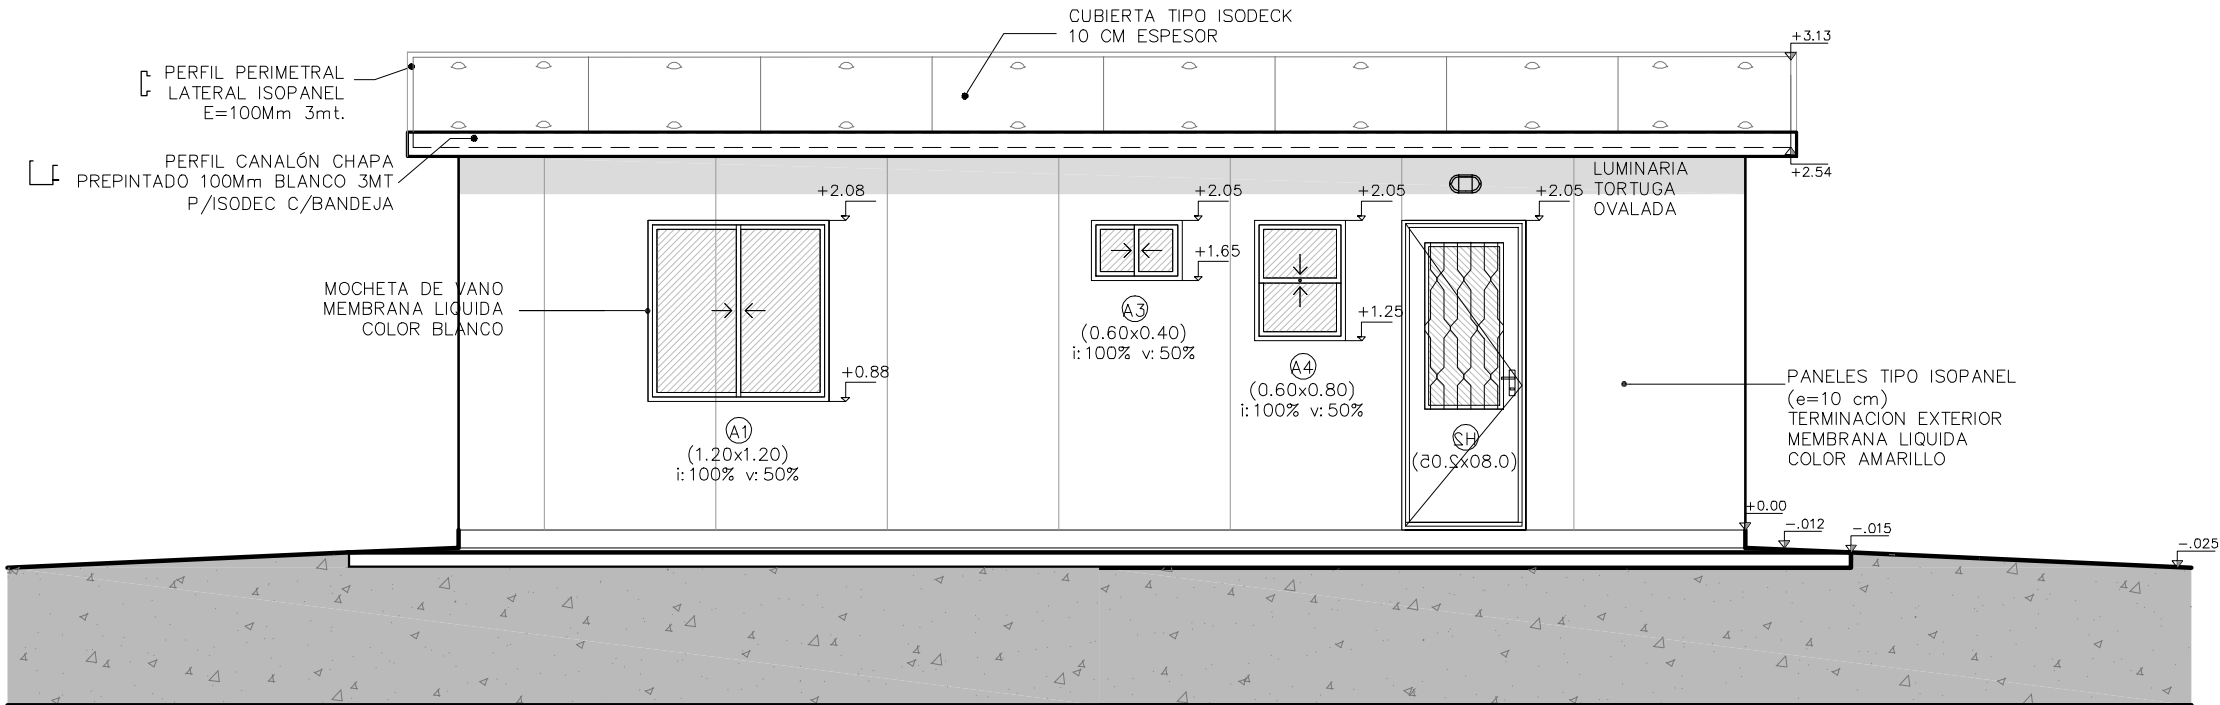 CUBIERTA TIPO ISODECK
10 CM ESPESOR
+3.13
PERFIL PERIMETRAL
LATERAL ISOPANEL
E=100Mm 3mt.
PERFIL CANALÓN CHAPA
PREPINTADO 100Mm BLANCO 3MT
P/ISODEC C/BANDEJA
+2.54
LUMINARIA
TORTUGA
OVALADA
+2.08
+2.05
+2.05
+2.05
+1.65
+1.25
+0.88
MOCHETA DE VANO
MEMBRANA LIQUIDA
COLOR BLANCO
A1
(1.20x1.20)
i:100% v:50%
A3
(0.60x0.40)
i:100% v:50%
A4
(0.60x0.80)
i:100% v:50%
H2
(0.80x2.05)
PANELES TIPO ISOPANEL
(e=10 cm)
TERMINACION EXTERIOR
MEMBRANA LIQUIDA
COLOR AMARILLO
+0.00
-.012
-.015
-.025